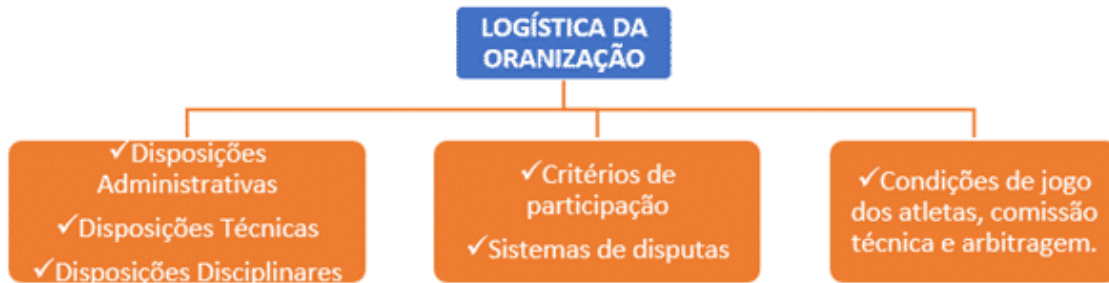 LOGÍSTICA DA
ORANIZAÇÃO
✓Disposições
Administrativas
✓Disposições Técnicas
✓Disposições Disciplinares
✓Critérios de
participação
✓Sistemas de disputas
✓Condições de jogo
dos atletas, comissão
técnica e arbitragem.